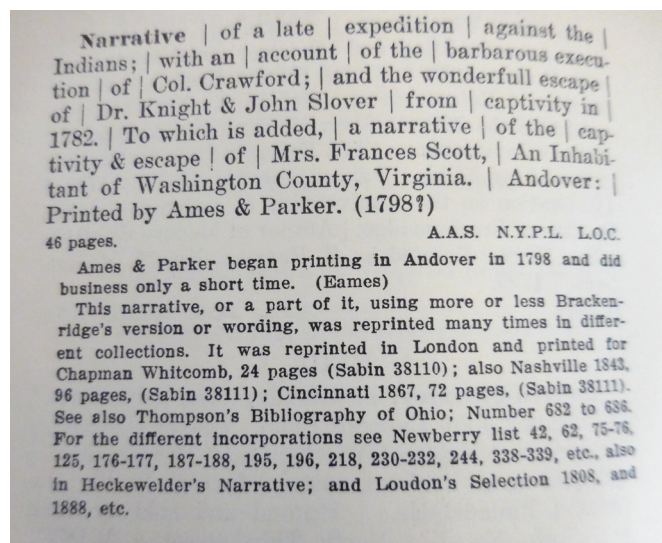 Narrative | of a late | expedition | against the |
Indians; | with an | account | of the | barbarous execu-
tion | of | Col. Crawford; | and the wonderfull escape |
of | Dr. Knight & John Slover | from | captivity in |
1782. | To which is added, | a narrative | of the | cap-
tivity & escape | of | Mrs. Frances Scott, | An Inhabi-
tant of Washington County, Virginia. | Andover: |
Printed by Ames & Parker. (1798?)
46 pages. A.A.S. N.Y.P.L. L.O.C.
Ames & Parker began printing in Andover in 1798 and did
business only a short time. (Eames)
This narrative, or a part of it, using more or less Bracken-
ridge's version or wording, was reprinted many times in differ-
ent collections. It was reprinted in London and printed for
Chapman Whitcomb, 24 pages (Sabin 38110); also Nashville 1843,
96 pages, (Sabin 38111); Cincinnati 1867, 72 pages, (Sabin 38111).
See also Thompson's Bibliography of Ohio; Number 682 to 686.
For the different incorporations see Newberry list 42, 62, 75-76,
125, 176-177, 187-188, 195, 196, 218, 230-232, 244, 338-339, etc., also
in Heckewelder's Narrative; and Loudon's Selection 1808, and
1888, etc.